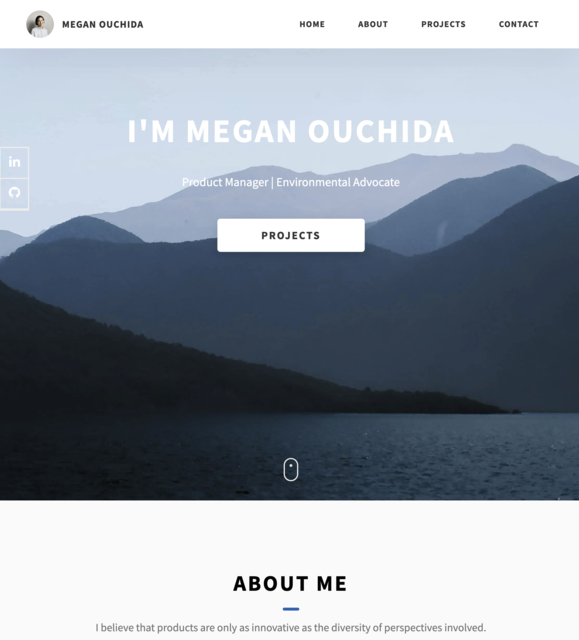 MEGAN OUCHIDA
HOME ABOUT PROJECTS CONTACT
I'M MEGAN OUCHIDA
in
Product Manager | Environmental Advocate
PROJECTS
ABOUT ME
I believe that products are only as innovative as the diversity of perspectives involved.